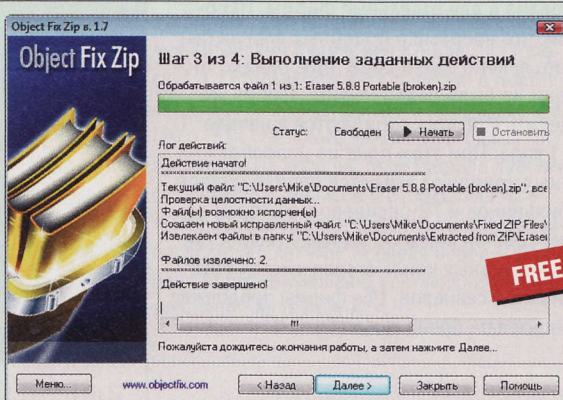 Object Fix Zip в. 1.7
Object Fix Zip
Шаг 3 из 4: Выполнение заданных действий
Обрабатывается файл 1 из 1: Eraser 5.8.8 Portable (broken).zip
Статус: Свободен Начать Остановить
Лог действий:
Действие начато!
Текущий файл: "C:\Users\Mike\Documents\Eraser 5.8.8 Portable (broken).zip", все
Проверка целостности данных...
Файл(ы) возможно испорчен(ы)
Создаем новый исправленный файл: "C:\Users\Mike\Documents\Fixed ZIP Files\
Извлекаем файлы в папку: "C:\Users\Mike\Documents\Extracted from ZIP\Eraser
Файлов извлечено: 2.
Действие завершено!
FREE
Пожалуйста дождитесь окончания работы, а затем нажмите Далее...
Меню... www.objectfix.com < Назад Далее > Закрыть Помощь